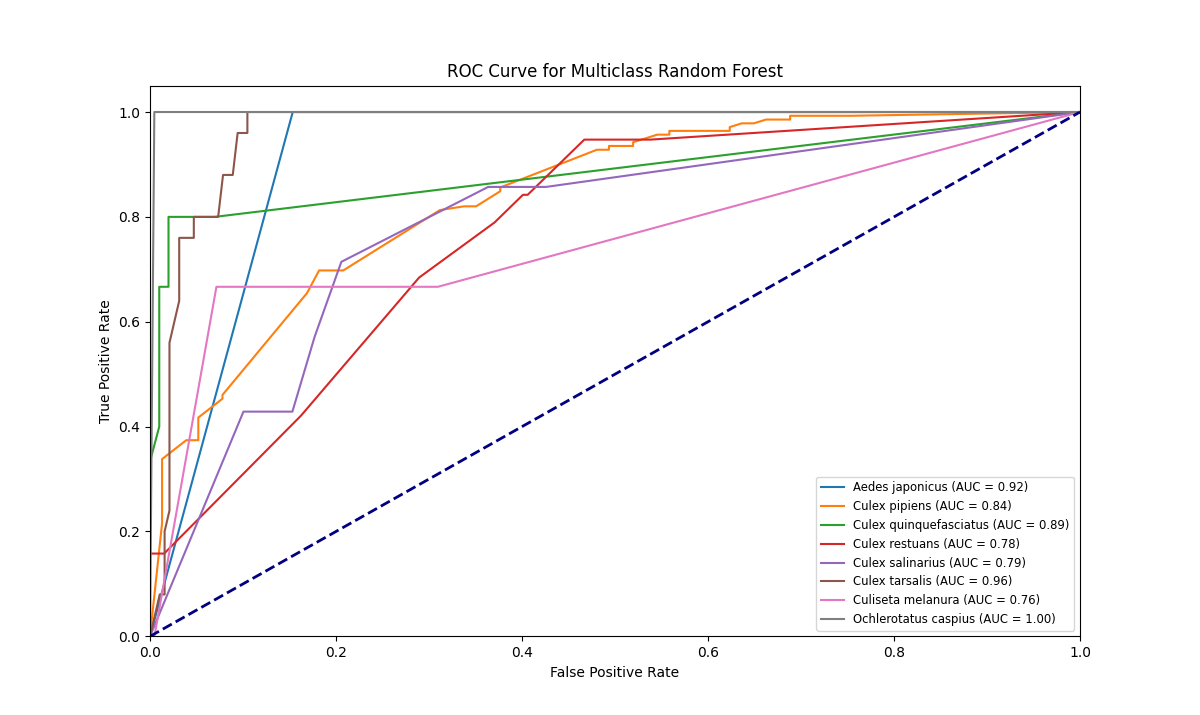 ROC Curve for Multiclass Random Forest
True Positive Rate
1.0
0.8
0.6
0.4
0.2
0.0
0.0 0.2 0.4 0.6 0.8 1.0
False Positive Rate
Aedes japonicus (AUC = 0.92)
Culex pipiens (AUC = 0.84)
Culex quinquefasciatus (AUC = 0.89)
Culex restuans (AUC = 0.78)
Culex salinarius (AUC = 0.79)
Culex tarsalis (AUC = 0.96)
Culiseta melanura (AUC = 0.76)
Ochlerotatus caspius (AUC = 1.00)